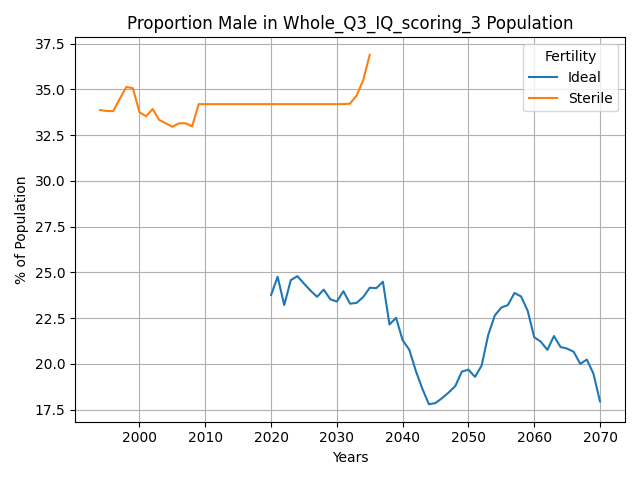 Proportion Male in Whole_Q3_IQ_scoring_3 Population
% of Population
37.5
35.0
32.5
30.0
27.5
25.0
22.5
20.0
17.5
Fertility
Ideal
Sterile
2000 2010 2020 2030 2040 2050 2060 2070
Years